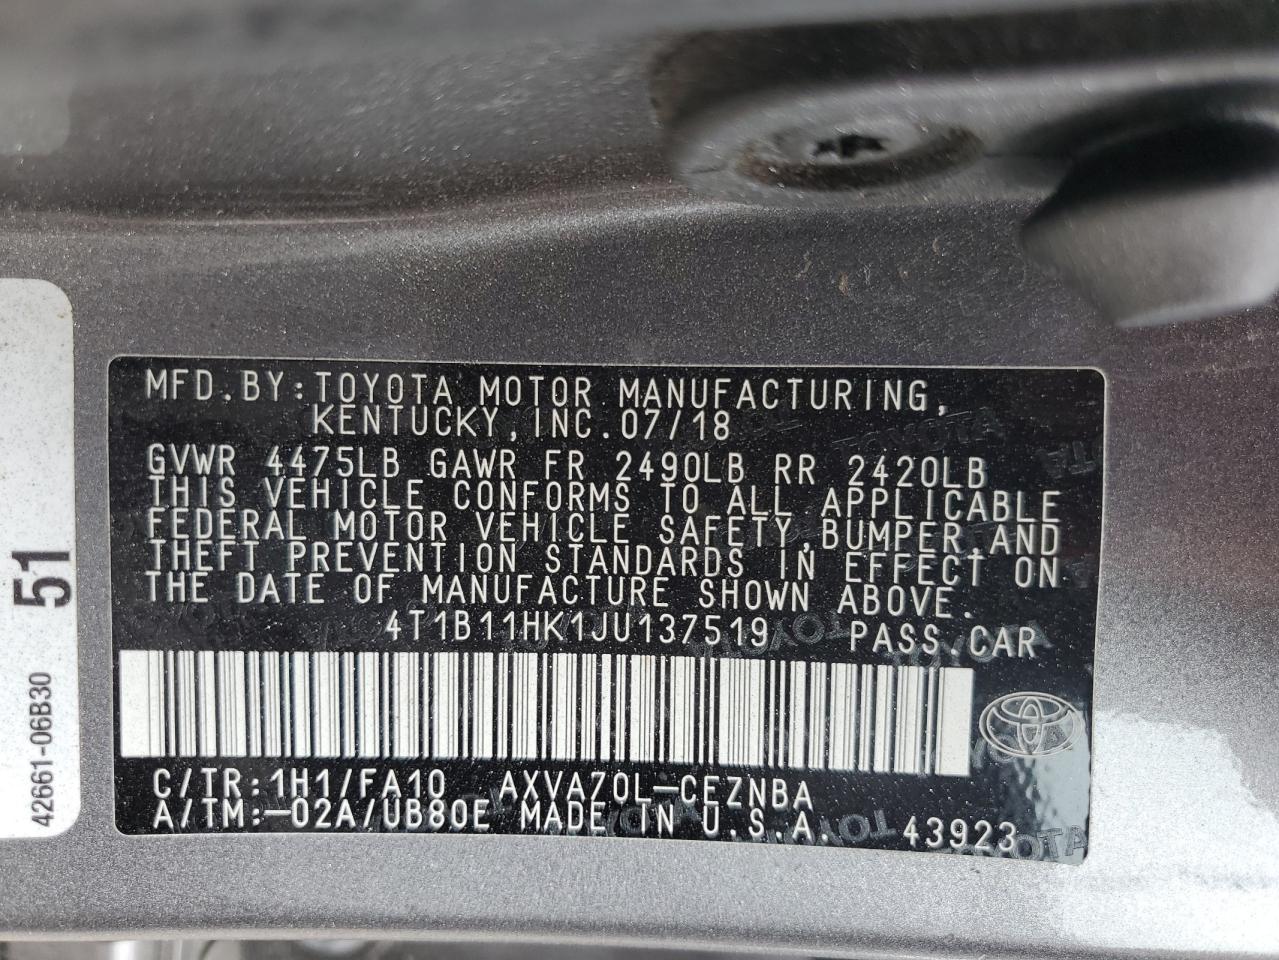 MFD.BY:TOYOTA MOTOR MANUFACTURING,
KENTUCKY,INC.07/18
GVWR 4475LB GAWR FR 2490LB RR 2420LB
THIS VEHICLE CONFORMS TO ALL APPLICABLE
FEDERAL MOTOR VEHICLE SAFETY,BUMPER,AND
THEFT PREVENTION STANDARDS IN EFFECT ON
THE DATE OF MANUFACTURE SHOWN ABOVE.
4T1B11HK1JU137519 PASS.CAR
C/TR:1H1/FA10 AXVA70L-CEZNBA
A/TM:-02A/UB80E MADE IN U.S.A. 43923
51
42661-06B30